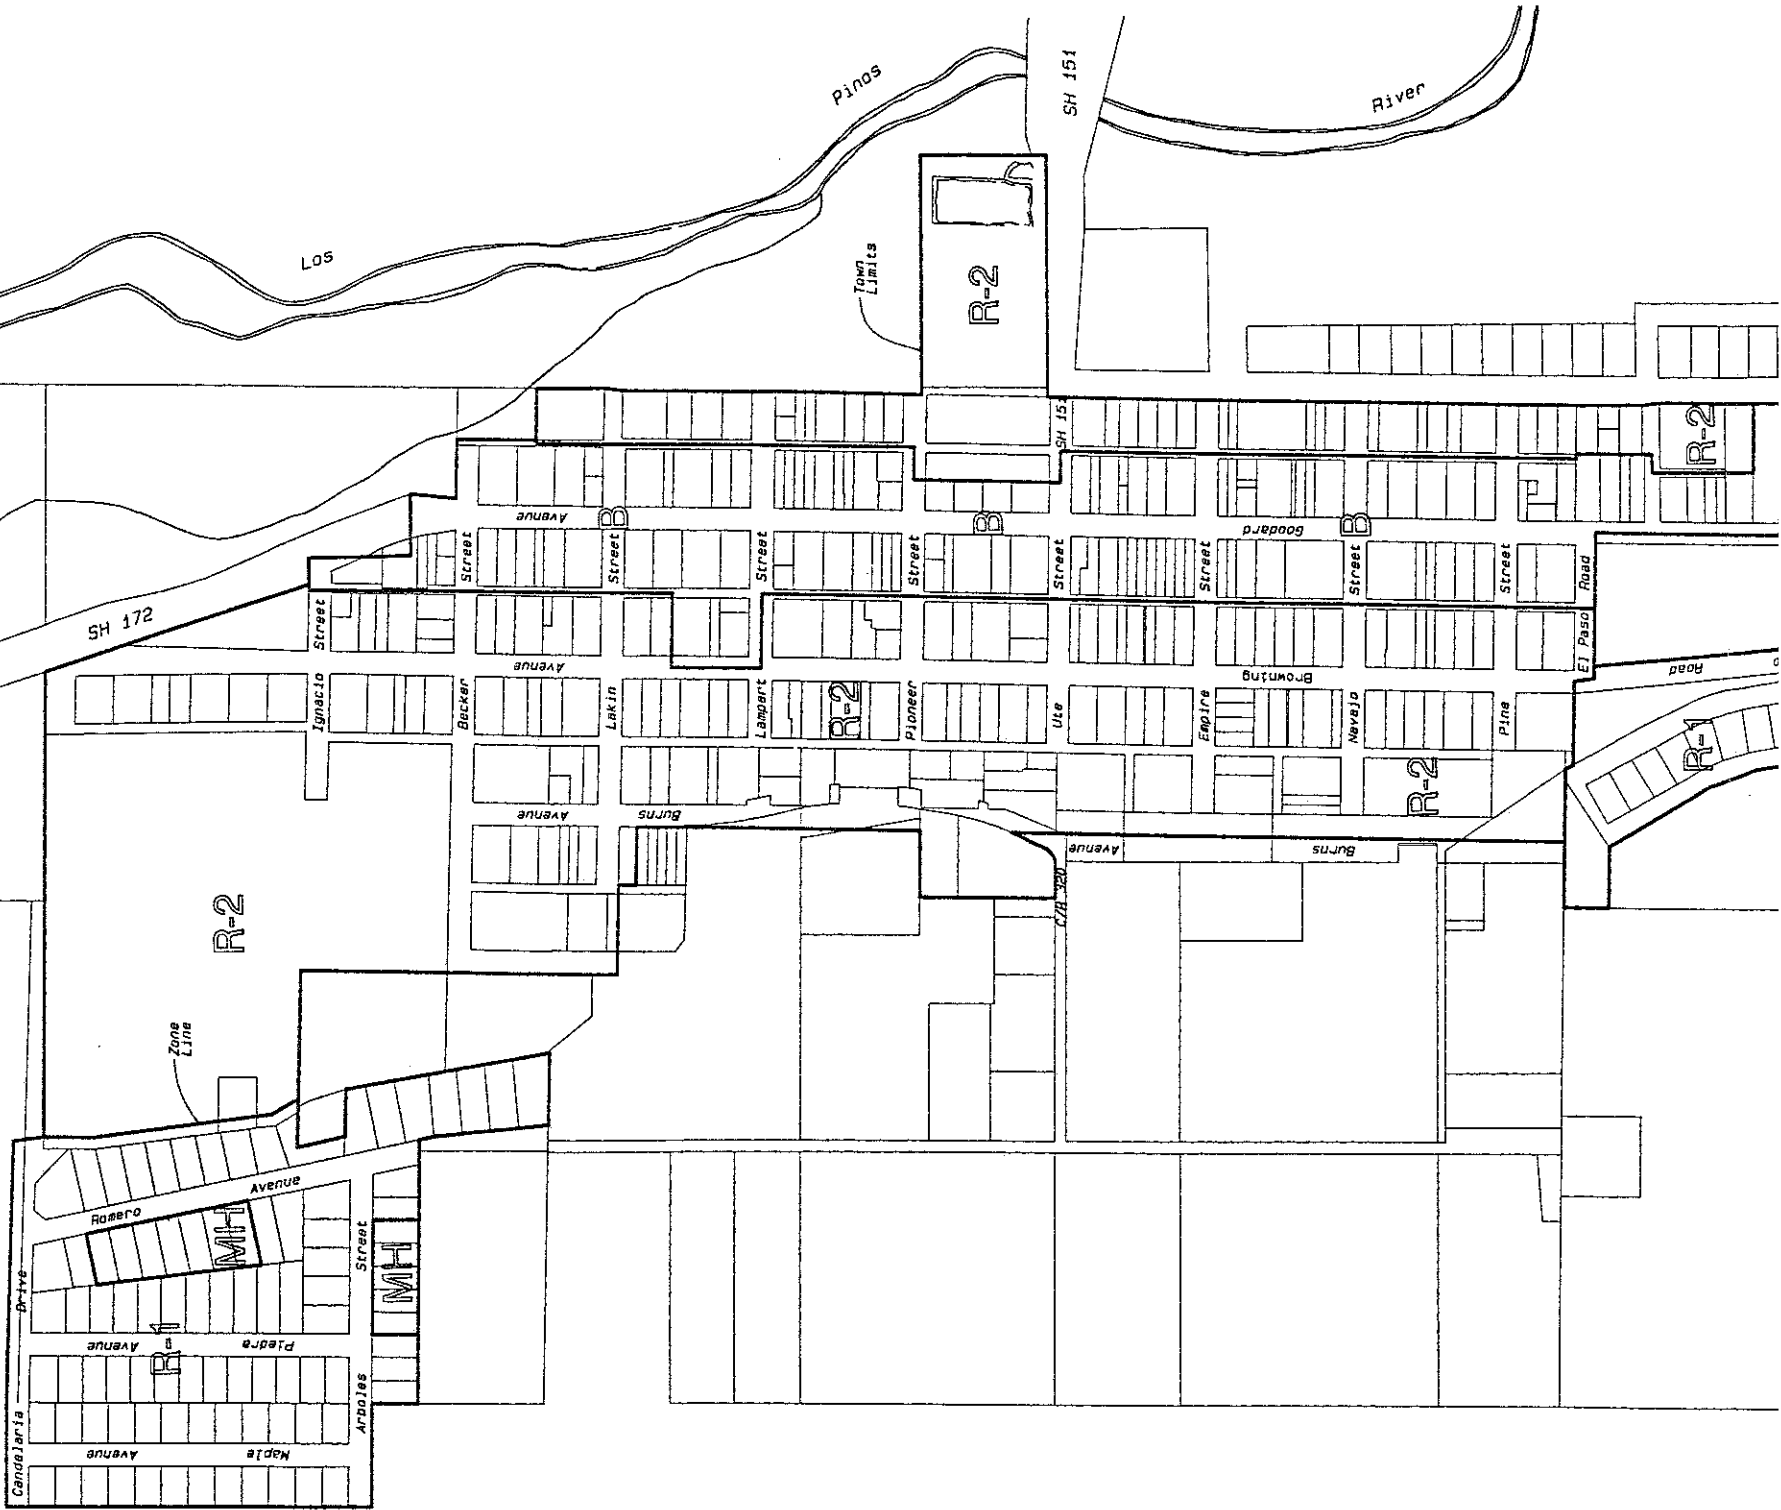 Los
Pinos
River
SH 151
Town
Limits
R-2
SH 151
R-2
Avenue
B
B
Goddard
B
Street
Street
Street
Street
Street
Street
Street
Street
Road
SH 172
Street
Ignacio
Avenue
Becker
Lakin
Lampart
R-2
Pioneer
Ute
Browning
Empire
Navajo
Pine
El Paso
Road
R-1
R-2
Avenue
Burns
Avenue
Burns
C/R 320
R-2
Zone
Line
Avenue
Romero
MH
Street
MH
Drive
Avenue
R-1
Piedra
Candelaria
Arboles
Avenue
Maple